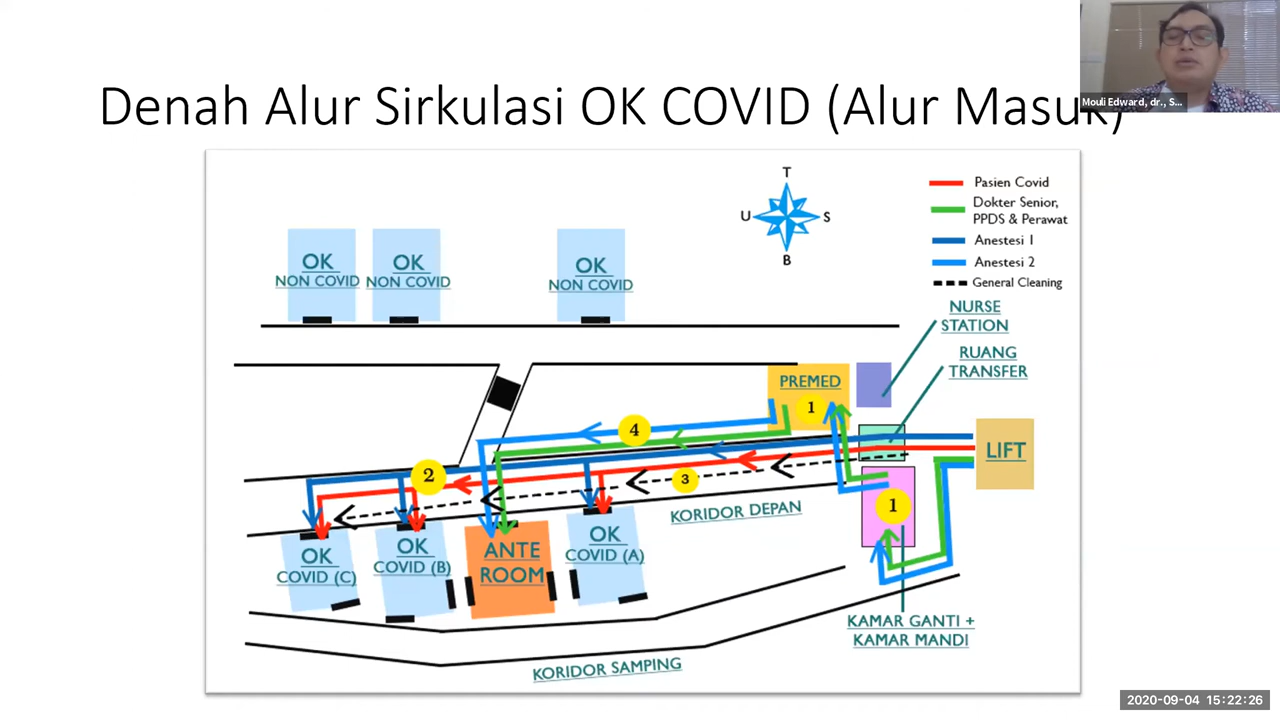 Denah Alur Sirkulasi OK COVID (Alur Masuk)
Mouli Edward, dr., S...
T
U
S
B
Pasien Covid
Dokter Senior,
PPDS & Perawat
Anestesi 1
Anestesi 2
General Cleaning
OK
NON COVID
OK
NON COVID
OK
NON COVID
NURSE
STATION
RUANG
TRANSFER
PREMED
1
4
LIFT
2
3
1
KORIDOR DEPAN
OK
COVID (C)
OK
COVID (B)
ANTE
ROOM
OK
COVID (A)
KAMAR GANTI +
KAMAR MANDI
KORIDOR SAMPING
2020-09-04 15:22:26